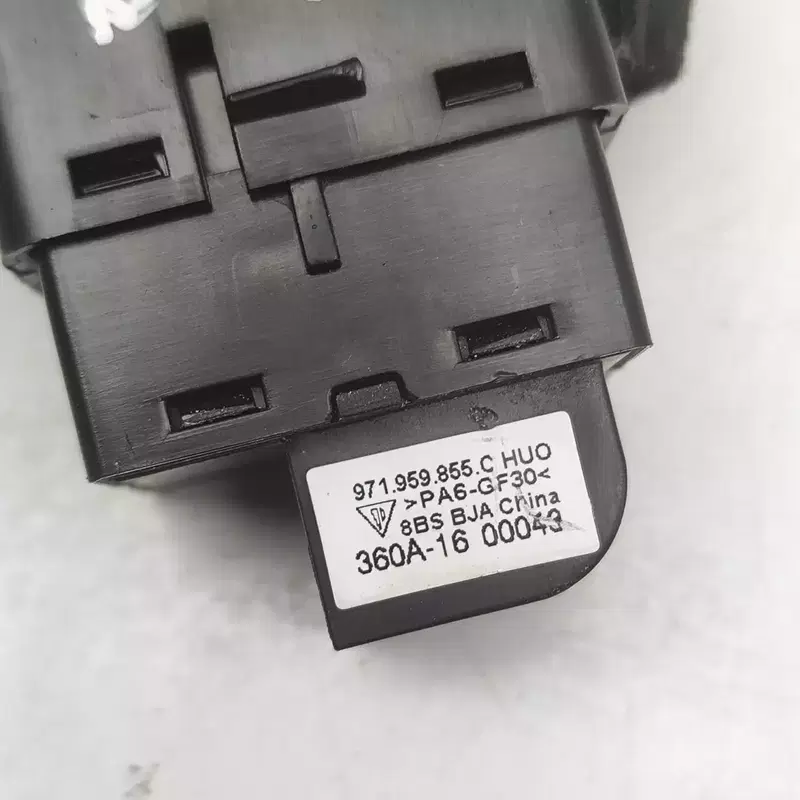 971.959.855.C HUO
>PA6-GF30<
8BS BJA China
360A-16 00043